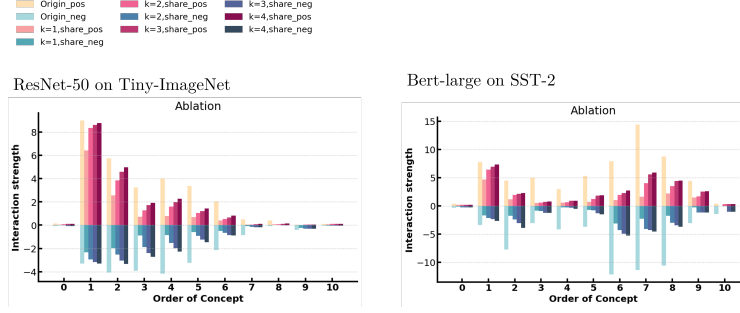 Origin_pos k=2,share_pos k=3,share_neg
Origin_neg k=2,share_neg k=4,share_pos
k=1,share_pos k=3,share_pos k=4,share_neg
k=1,share_neg
ResNet-50 on Tiny-ImageNet
Bert-large on SST-2
Ablation
Interaction strength
8
6
4
2
0
−2
−4
0 1 2 3 4 5 6 7 8 9 10
Order of Concept
Ablation
Interaction strength
15
10
5
0
−5
−10
0 1 2 3 4 5 6 7 8 9 10
Order of Concept